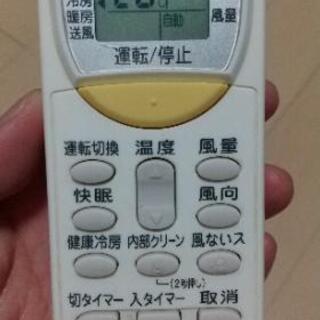 冷房
暖房 自動 風量
送風
運転/停止
運転切換 温度 風量
快眠 風向
健康冷房 内部クリーン 風ないス
(2秒押し)
切タイマー 入タイマー 取消